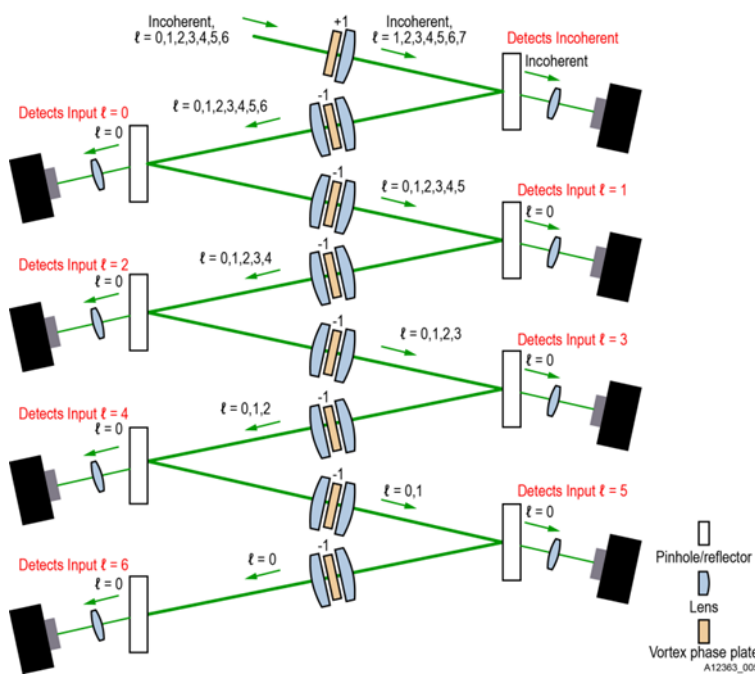 Incoherent,
ℓ = 0,1,2,3,4,5,6
+1
Incoherent,
ℓ = 1,2,3,4,5,6,7
Detects Incoherent
Incoherent
Detects Input ℓ = 0
ℓ = 0
ℓ = 0,1,2,3,4,5,6
-1
-1
ℓ = 0,1,2,3,4,5
Detects Input ℓ = 1
ℓ = 0
Detects Input ℓ = 2
ℓ = 0
ℓ = 0,1,2,3,4
-1
-1
ℓ = 0,1,2,3
Detects Input ℓ = 3
ℓ = 0
Detects Input ℓ = 4
ℓ = 0
ℓ = 0,1,2
-1
-1
ℓ = 0,1
Detects Input ℓ = 5
ℓ = 0
Detects Input ℓ = 6
ℓ = 0
ℓ = 0
-1
Pinhole/reflector
Lens
Vortex phase plate
A12363_005